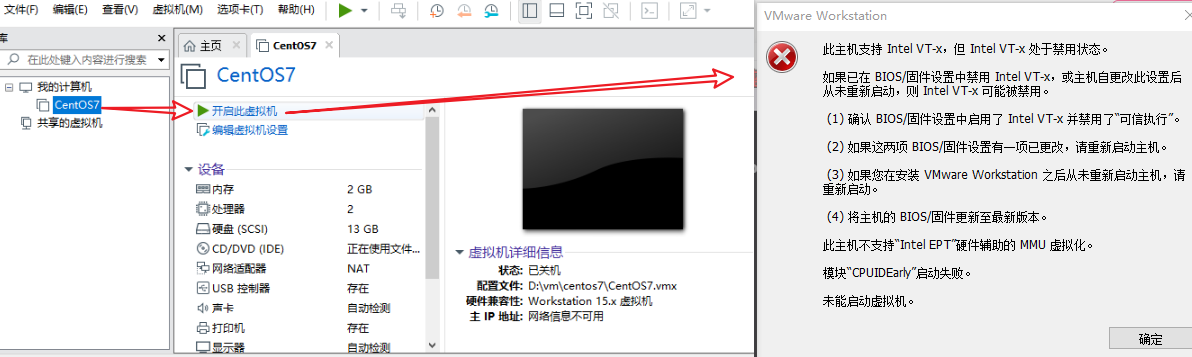 文件(F) 编辑(E) 查看(V) 虚拟机(M) 选项卡(T) 帮助(H)
库
在此处键入内容进行搜索
我的计算机
CentOS7
共享的虚拟机
主页 CentOS7
CentOS7
开启此虚拟机
编辑虚拟机设置
设备
内存 2 GB
处理器 2
硬盘 (SCSI) 13 GB
CD/DVD (IDE) 正在使用文件...
网络适配器 NAT
USB 控制器 存在
声卡 自动检测
打印机 存在
显示器 自动检测
虚拟机详细信息
状态: 已关机
配置文件: D:\vm\centos7\CentOS7.vmx
硬件兼容性: Workstation 15.x 虚拟机
主 IP 地址: 网络信息不可用
VMware Workstation
此主机支持 Intel VT-x，但 Intel VT-x 处于禁用状态。
如果已在 BIOS/固件设置中禁用 Intel VT-x，或主机自更改此设置后
从未重新启动，则 Intel VT-x 可能被禁用。
(1) 确认 BIOS/固件设置中启用了 Intel VT-x 并禁用了“可信执行”。
(2) 如果这两项 BIOS/固件设置有一项已更改，请重新启动主机。
(3) 如果您在安装 VMware Workstation 之后从未重新启动主机，请
重新启动。
(4) 将主机的 BIOS/固件更新至最新版本。
此主机不支持“Intel EPT”硬件辅助的 MMU 虚拟化。
模块“CPUIDEarly”启动失败。
未能启动虚拟机。
确定